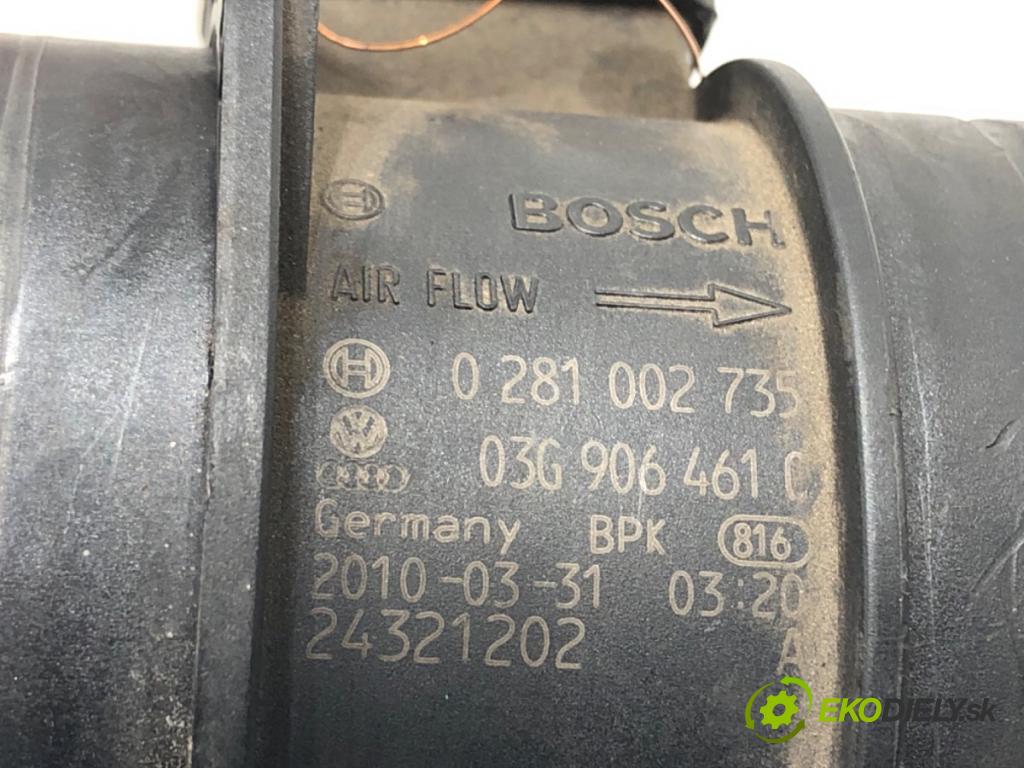 BOSCH
AIR FLOW
0 281 002 735
03G 906 461 C
Germany BPK 816
2010-03-31 03:20
24321202 A
EKODIELY.sk